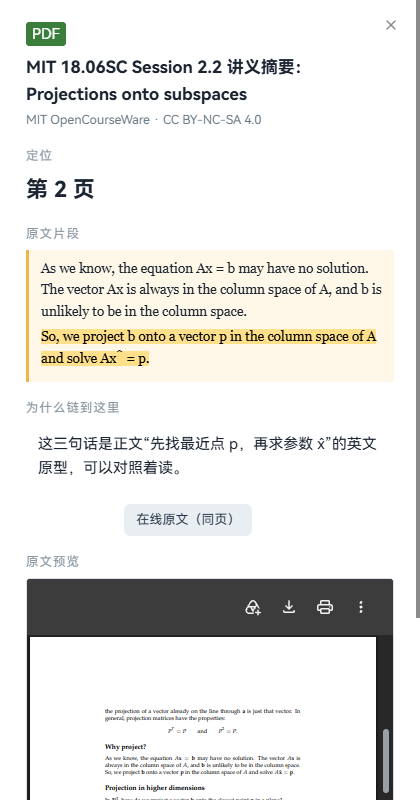 PDF
MIT 18.06SC Session 2.2 讲义摘要：
Projections onto subspaces
MIT OpenCourseWare · CC BY-NC-SA 4.0
定位
第 2 页
原文片段
As we know, the equation Ax = b may have no solution.
The vector Ax is always in the column space of A, and b is
unlikely to be in the column space.
So, we project b onto a vector p in the column space of A
and solve Axˆ = p.
为什么链到这里
这三句话是正文“先找最近点 p，再求参数 x̂”的英文
原型，可以对照着读。
在线原文（同页）
原文预览
the projection of a vector already on the line through a is just that vector. In
general, projection matrices have the properties:
Pᵀ = P and P² = P.
Why project?
As we know, the equation Ax = b may have no solution. The vector Ax is
always in the column space of A, and b is unlikely to be in the column space.
So, we project b onto a vector p in the column space of A and solve Ax̂ = p.
Projection in higher dimensions